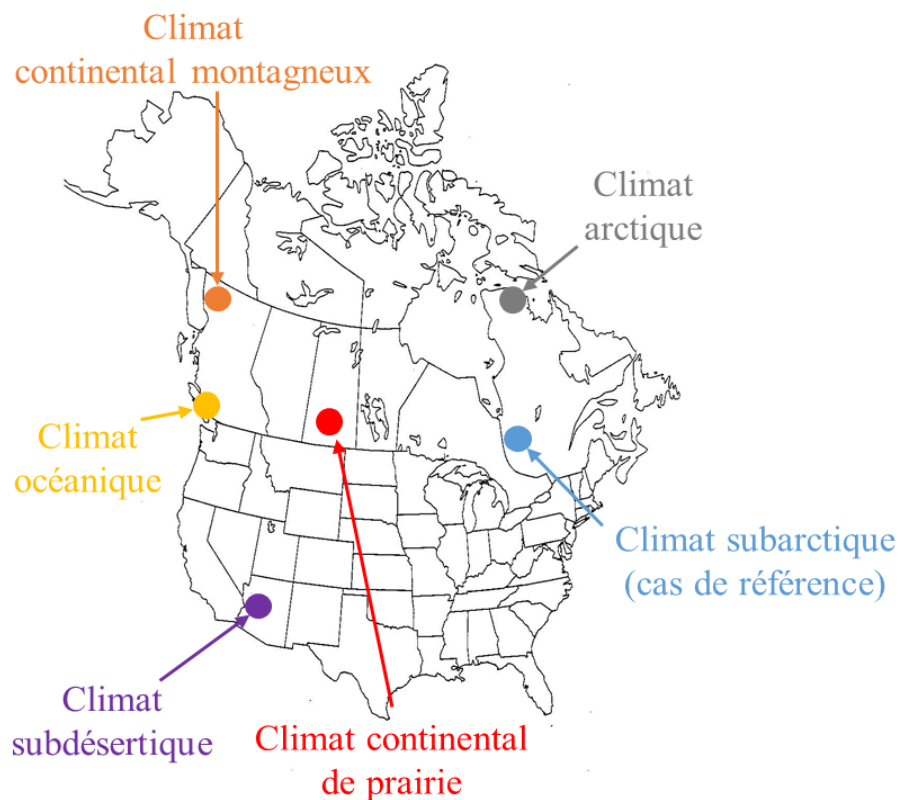 Climat
continental montagneux
Climat
arctique
Climat
océanique
Climat subarctique
(cas de référence)
Climat
subdésertique
Climat continental
de prairie